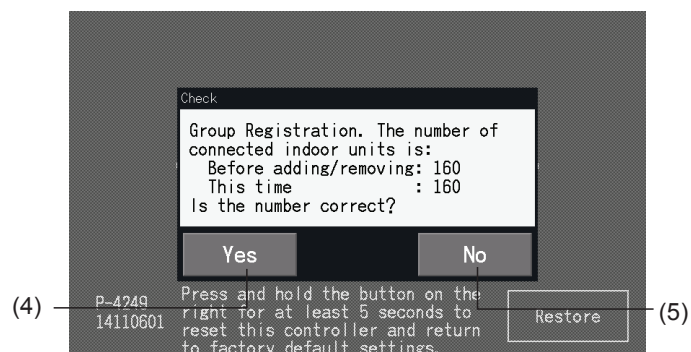 Check
Group Registration. The number of
connected indoor units is:
Before adding/removing: 160
This time : 160
Is the number correct?
Yes No
(4)
(5)
P-4249
14110601
Press and hold the button on the
right for at least 5 seconds to
reset this controller and return
to factory default settings.
Restore